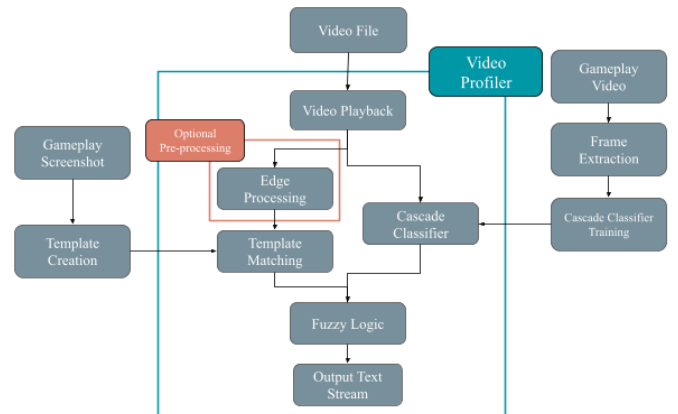 Video File
Video
Profiler
Gameplay
Video
Video Playback
Optional
Pre-processing
Gameplay
Screenshot
Frame
Extraction
Edge
Processing
Cascade
Classifier
Cascade Classifier
Training
Template
Creation
Template
Matching
Fuzzy Logic
Output Text
Stream